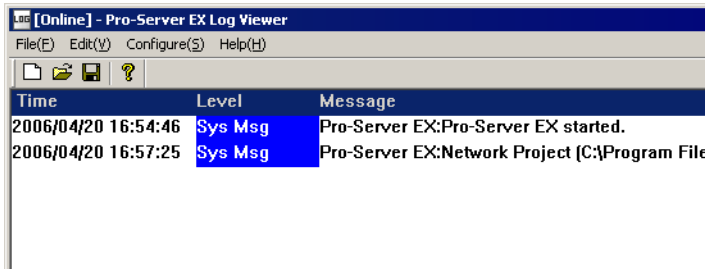 LOG [Online] - Pro-Server EX Log Viewer
File(F) Edit(V) Configure(S) Help(H)
Time Level Message
2006/04/20 16:54:46 Sys Msg Pro-Server EX:Pro-Server EX started.
2006/04/20 16:57:25 Sys Msg Pro-Server EX:Network Project (C:\Program File